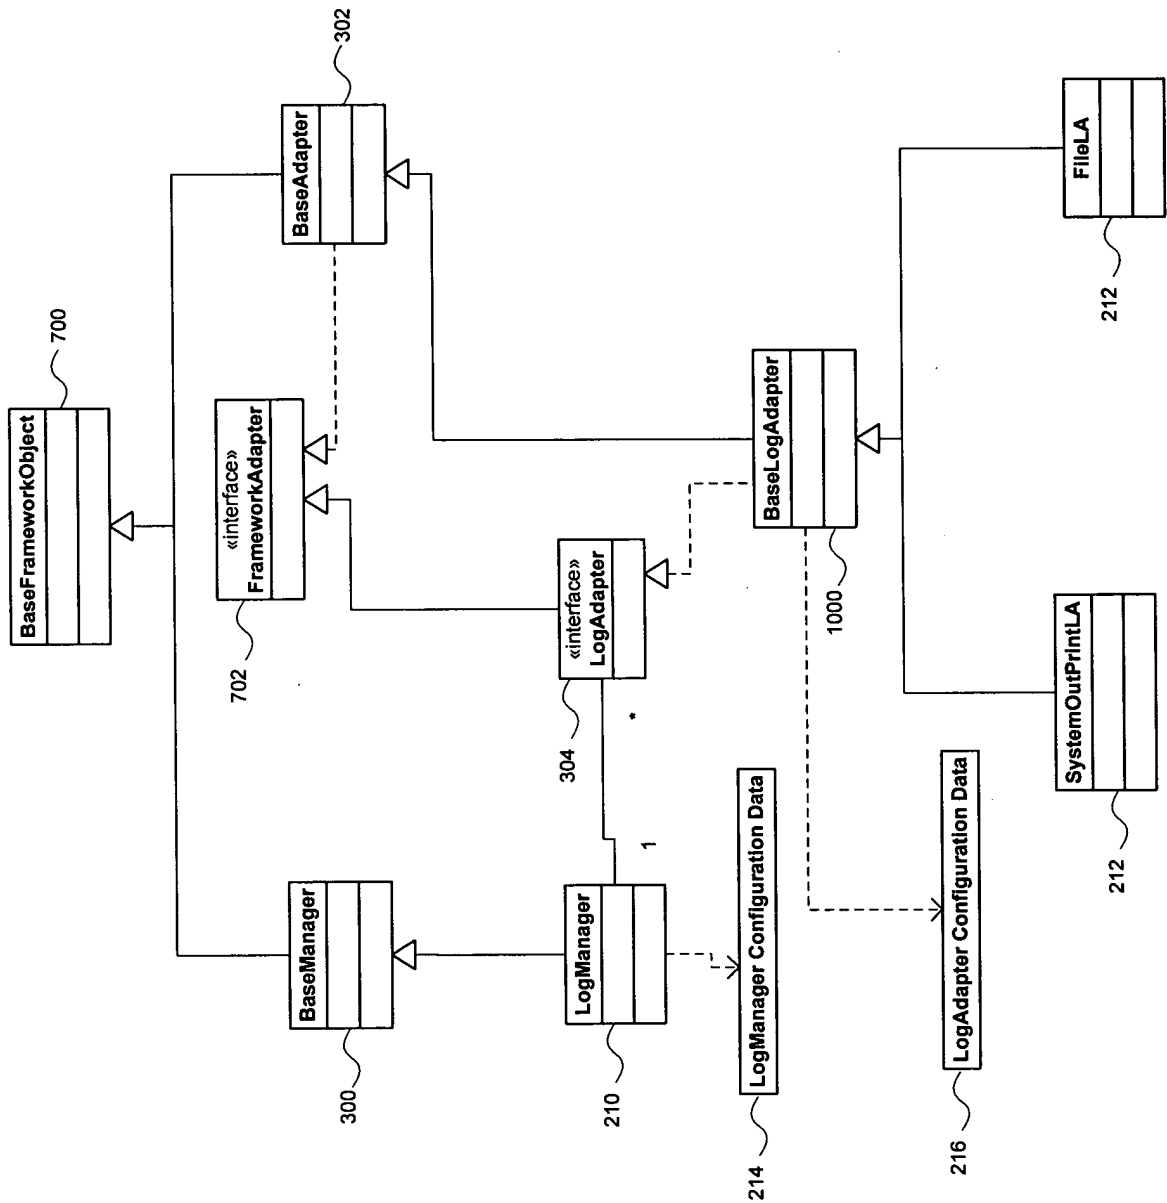 BaseFrameworkObject
700
BaseManager
300
«interface»
FrameworkAdapter
702
BaseAdapter
302
LogManager
210
1
*
«interface»
LogAdapter
304
LogManager Configuration Data
214
BaseLogAdapter
1000
LogAdapter Configuration Data
216
SystemOutPrintLA
212
FileLA
212